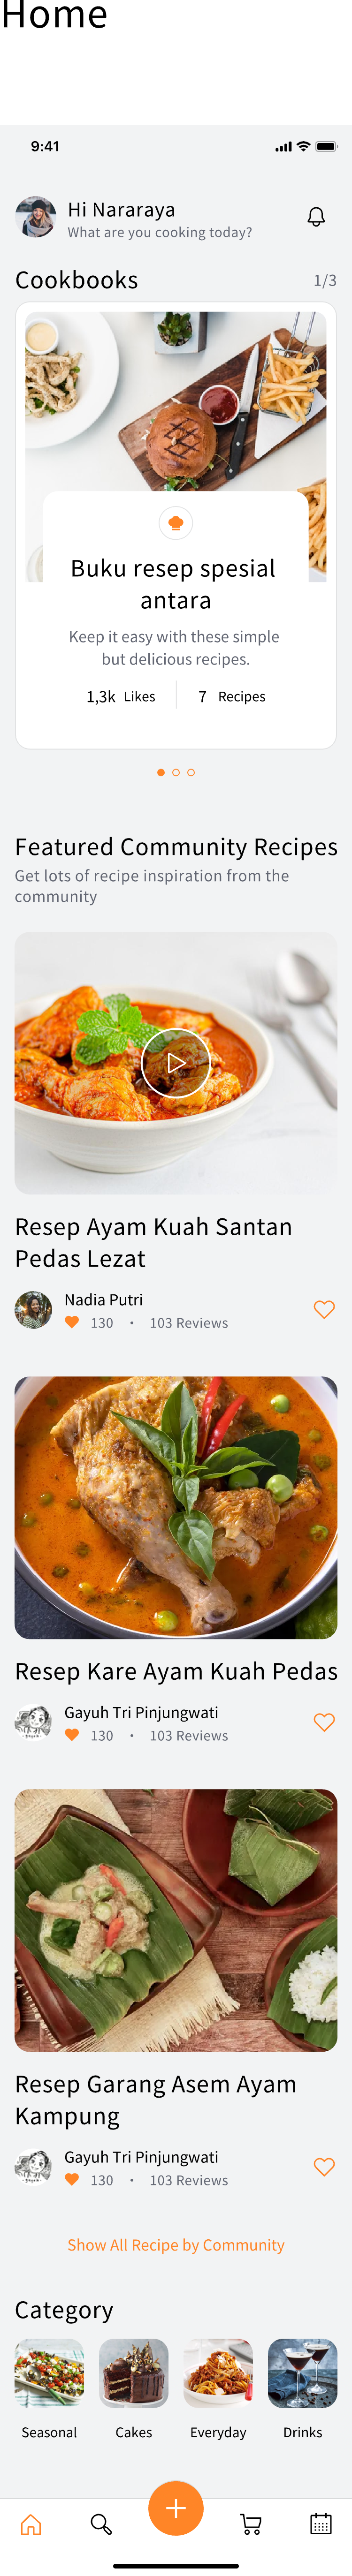 Home
9:41
Hi Nararaya
What are you cooking today?
Cookbooks
1/3
Buku resep spesial
antara
Keep it easy with these simple
but delicious recipes.
1,3k Likes
7 Recipes
Featured Community Recipes
Get lots of recipe inspiration from the
community
Resep Ayam Kuah Santan
Pedas Lezat
Nadia Putri
130 • 103 Reviews
Resep Kare Ayam Kuah Pedas
Gayuh Tri Pinjungwati
130 • 103 Reviews
Resep Garang Asem Ayam
Kampung
Gayuh Tri Pinjungwati
130 • 103 Reviews
Show All Recipe by Community
Category
Seasonal
Cakes
Everyday
Drinks